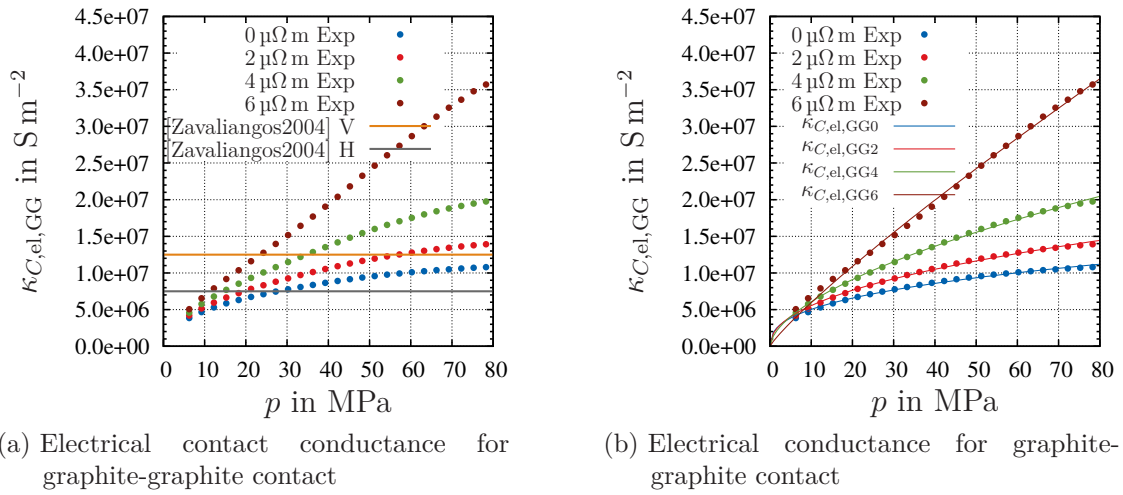 4.5e+07
4.0e+07
3.5e+07
3.0e+07
2.5e+07
2.0e+07
1.5e+07
1.0e+07
5.0e+06
0.0e+00
κC,el,GG in S m−2
0 µΩ m Exp
2 µΩ m Exp
4 µΩ m Exp
6 µΩ m Exp
[Zavaliangos2004] V
[Zavaliangos2004] H
0 10 20 30 40 50 60 70 80
p in MPa
(a) Electrical contact conductance for
graphite-graphite contact
4.5e+07
4.0e+07
3.5e+07
3.0e+07
2.5e+07
2.0e+07
1.5e+07
1.0e+07
5.0e+06
0.0e+00
κC,el,GG in S m−2
0 µΩ m Exp
2 µΩ m Exp
4 µΩ m Exp
6 µΩ m Exp
κC,el,GG0
κC,el,GG2
κC,el,GG4
κC,el,GG6
0 10 20 30 40 50 60 70 80
p in MPa
(b) Electrical conductance for graphite-
graphite contact